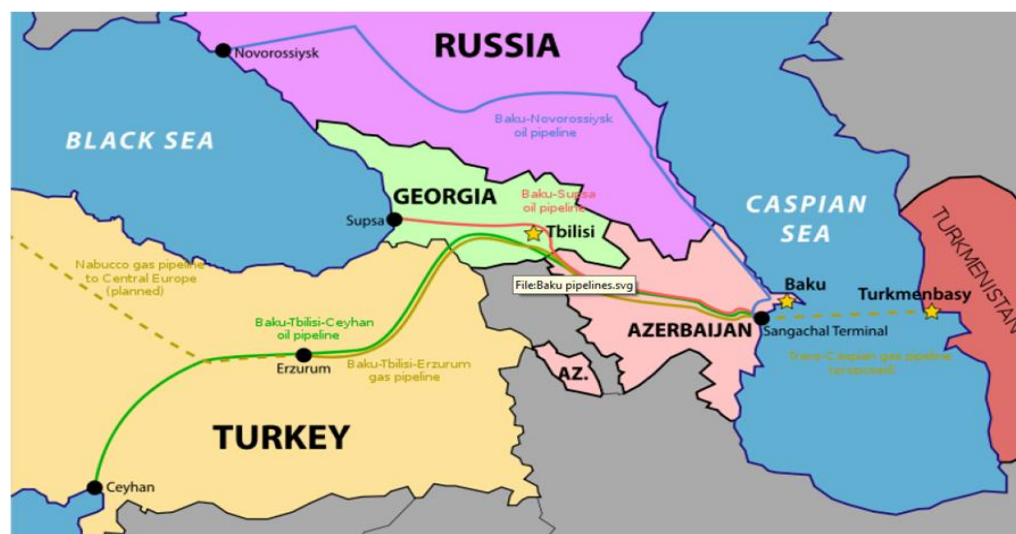 RUSSIA
Novorossiysk
BLACK SEA
Baku-Novorossiysk
oil pipeline
GEORGIA
Baku-Supsa
oil pipeline
Supsa
Tbilisi
CASPIAN
SEA
TURKMENISTAN
Nabucco gas pipeline
to Central Europe
(planned)
File:Baku pipelines.svg
Baku
Turkmenbasy
Baku-Tbilisi-Ceyhan
oil pipeline
AZERBAIJAN
Sangachal Terminal
Erzurum
Baku-Tbilisi-Erzurum
gas pipeline
Trans-Caspian gas pipeline
(proposed)
AZ.
TURKEY
Ceyhan